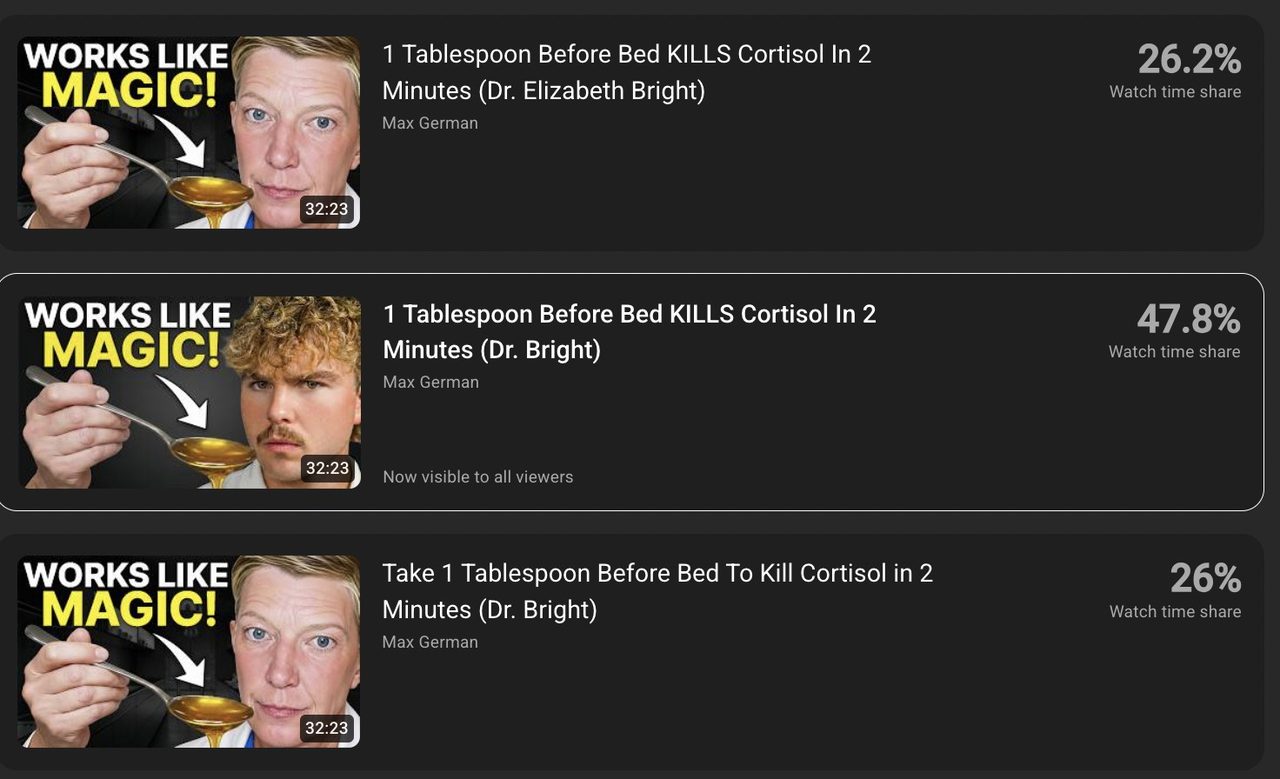 WORKS LIKE
MAGIC!
32:23
1 Tablespoon Before Bed KILLS Cortisol In 2
Minutes (Dr. Elizabeth Bright)
Max German
26.2%
Watch time share
WORKS LIKE
MAGIC!
32:23
1 Tablespoon Before Bed KILLS Cortisol In 2
Minutes (Dr. Bright)
Max German
Now visible to all viewers
47.8%
Watch time share
WORKS LIKE
MAGIC!
32:23
Take 1 Tablespoon Before Bed To Kill Cortisol in 2
Minutes (Dr. Bright)
Max German
26%
Watch time share